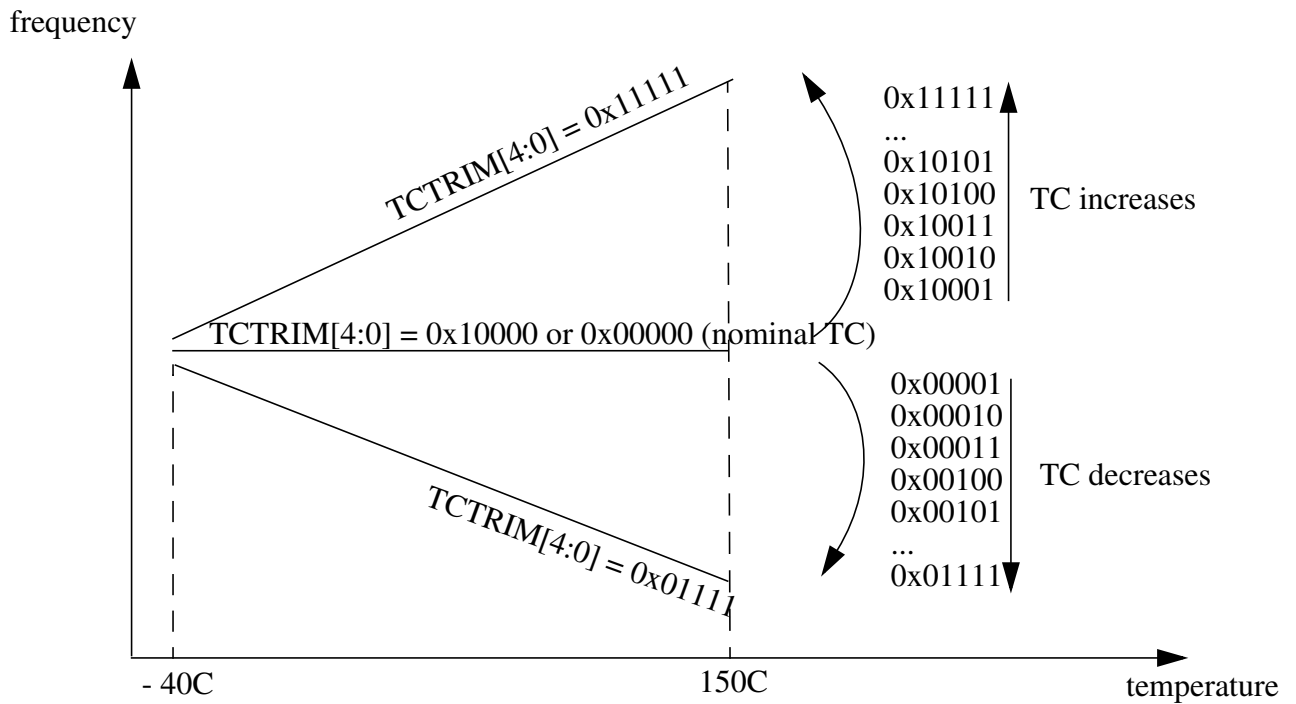 frequency
TCTRIM[4:0] = 0x11111
0x11111
...
0x10101
0x10100
0x10011
0x10010
0x10001
TC increases
TCTRIM[4:0] = 0x10000 or 0x00000 (nominal TC)
0x00001
0x00010
0x00011
0x00100
0x00101
...
0x01111
TC decreases
TCTRIM[4:0] = 0x01111
- 40C
150C
temperature